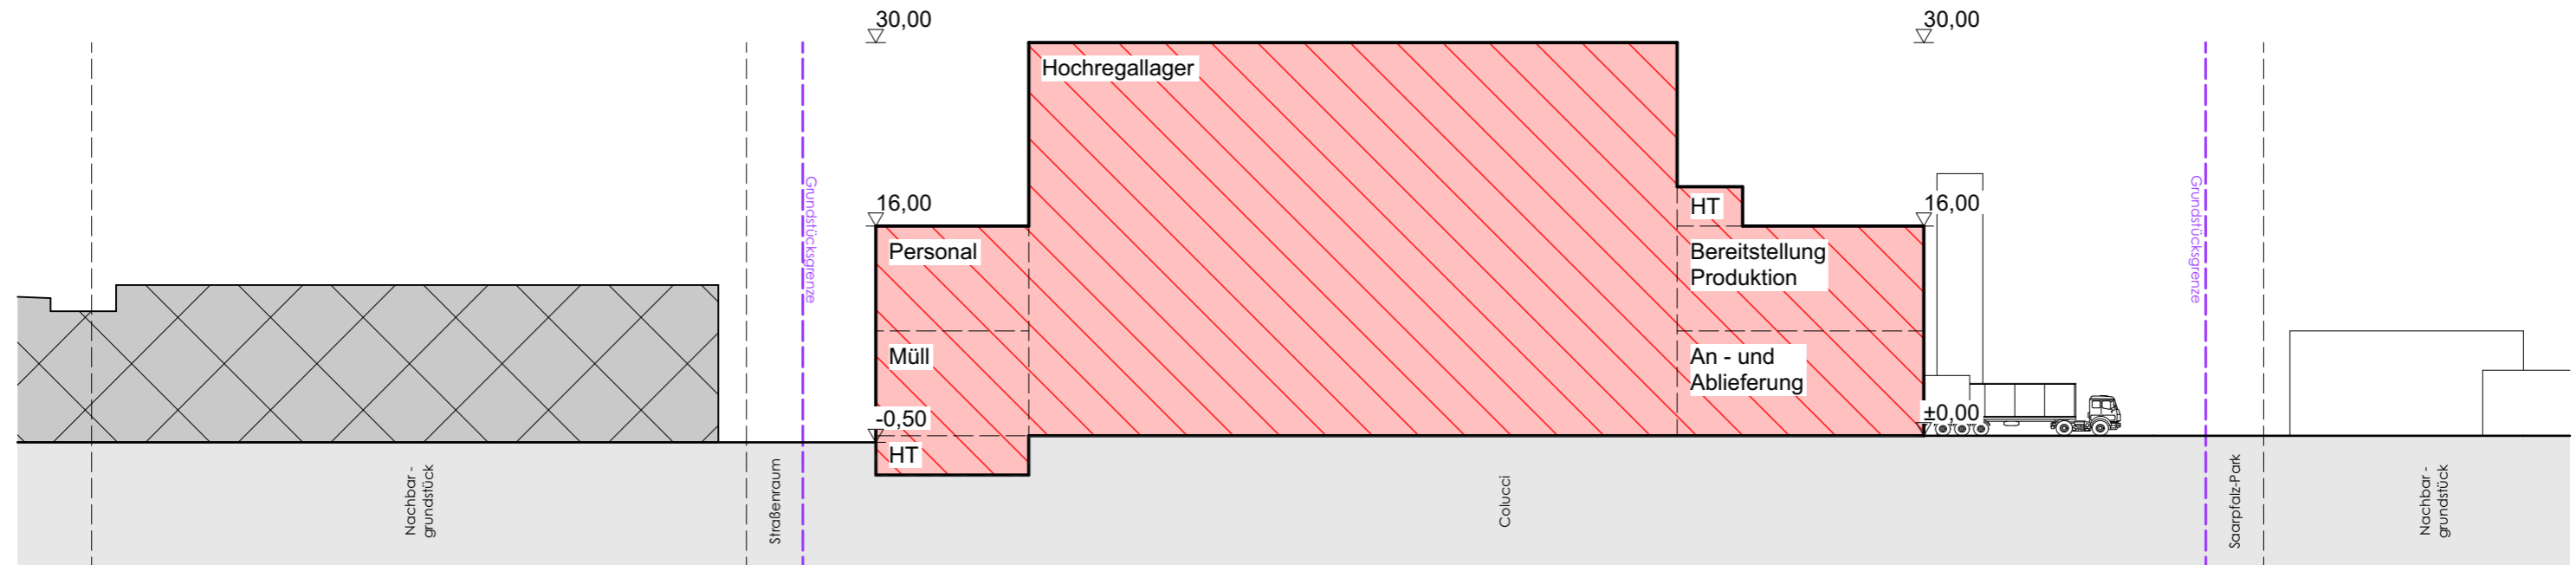 30,00
30,00
Hochregallager
Grundstücksgrenze
Grundstücksgrenze
16,00
HT
16,00
Personal
Bereitstellung
Produktion
Müll
An - und
Ablieferung
-0,50
±0,00
HT
Nachbar -
grundstück
Straßenraum
Colucci
Saarpfalz-Park
Nachbar -
grundstück